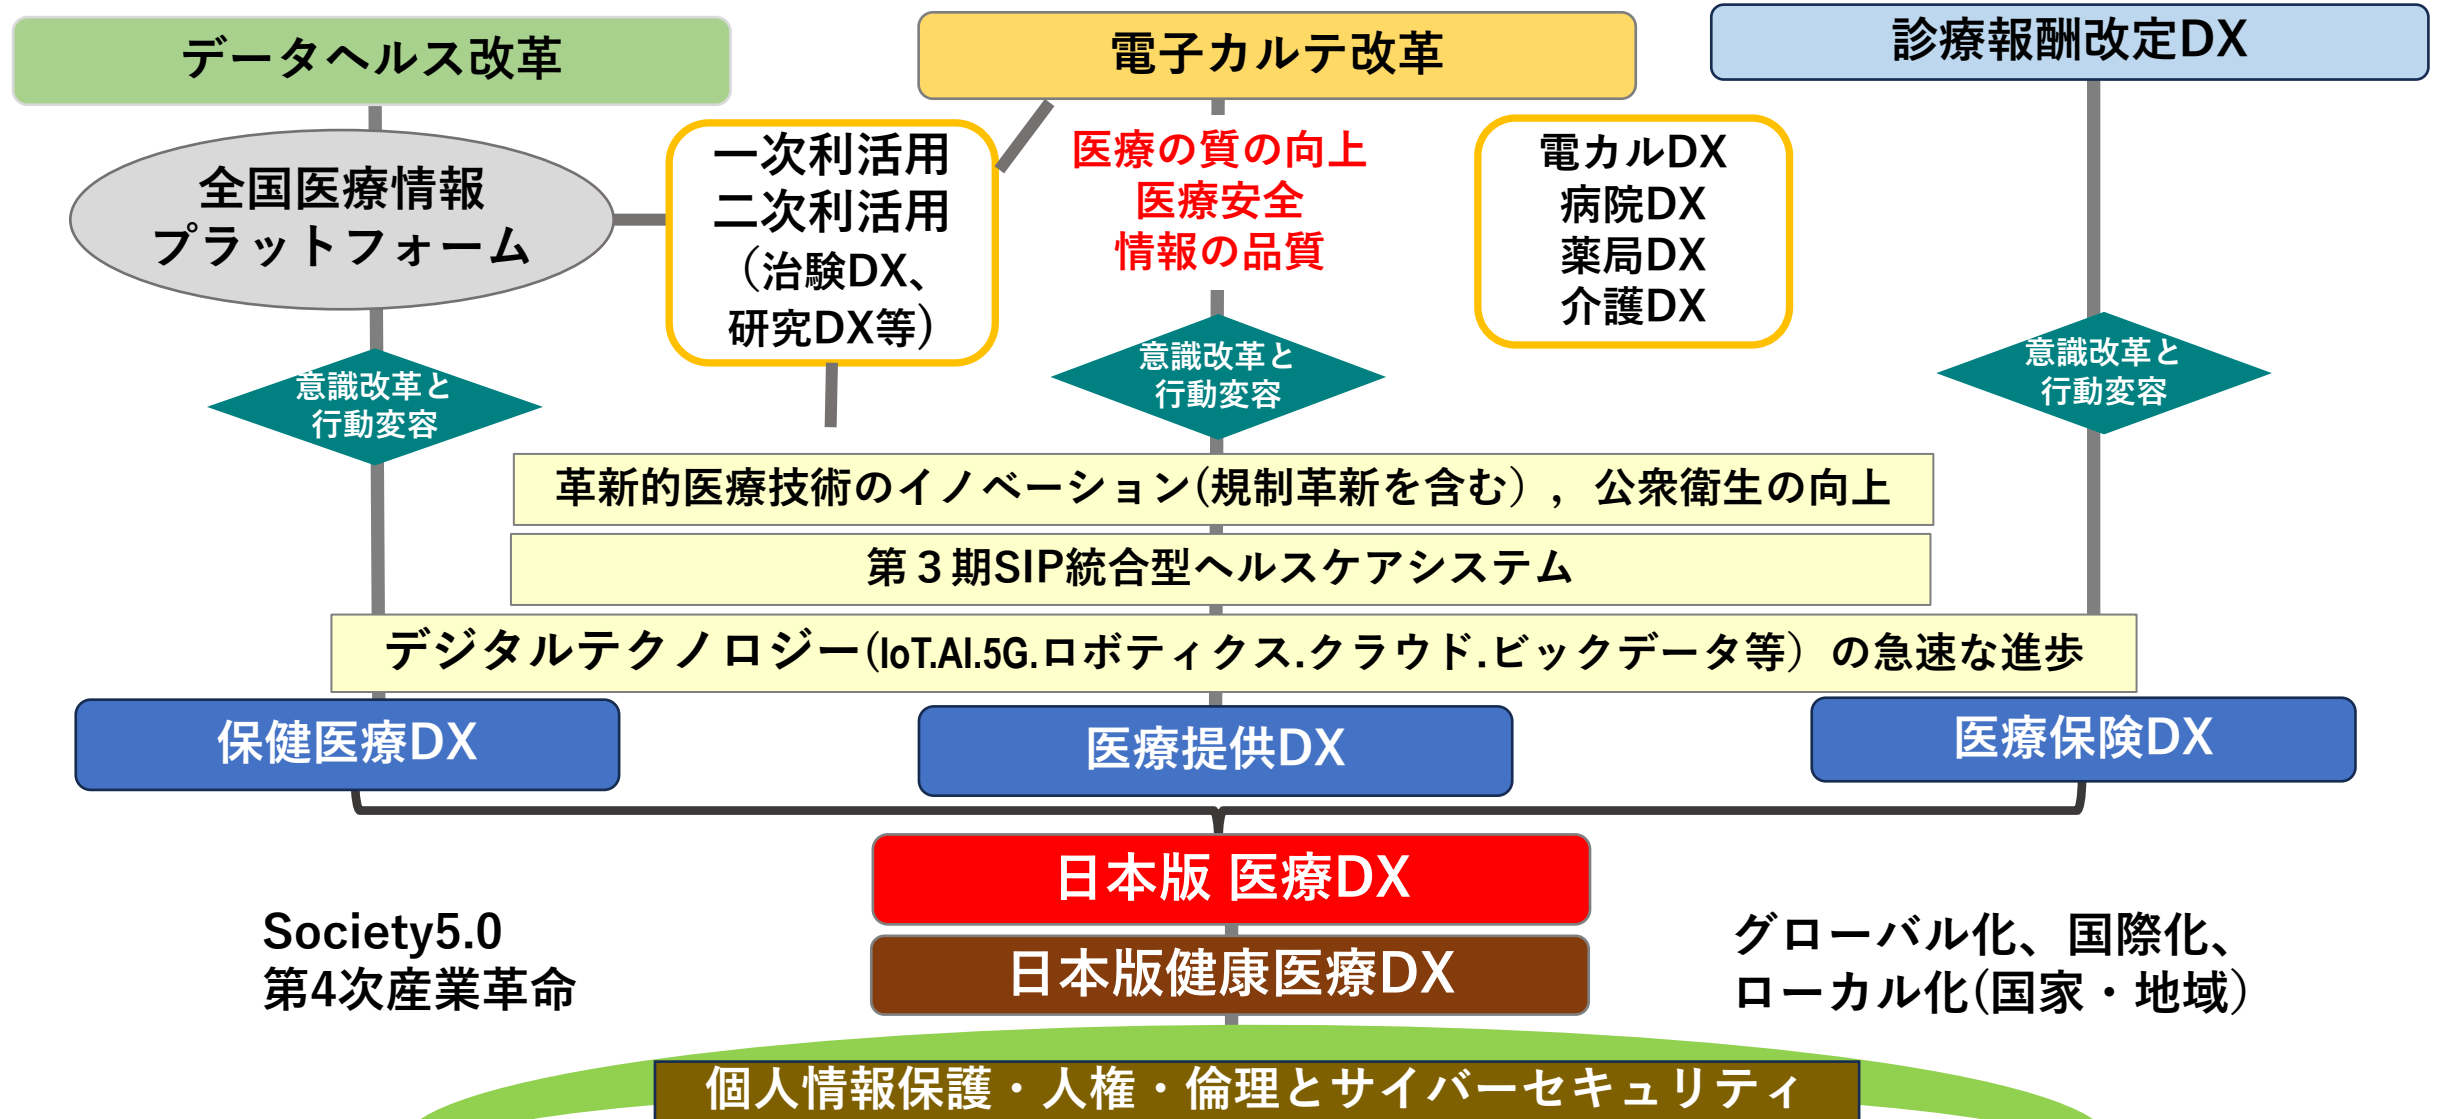 データヘルス改革
電子カルテ改革
診療報酬改定DX
全国医療情報
プラットフォーム
一次利活用
二次利活用
（治験DX、
研究DX等)
医療の質の向上
医療安全
情報の品質
電カルDX
病院DX
薬局DX
介護DX
意識改革と
行動変容
意識改革と
行動変容
意識改革と
行動変容
革新的医療技術のイノベーション(規制革新を含む），公衆衛生の向上
第３期SIP統合型ヘルスケアシステム
デジタルテクノロジー(IoT.AI.5G.ロボティクス.クラウド.ビックデータ等）の急速な進歩
保健医療DX
医療提供DX
医療保険DX
日本版 医療DX
日本版健康医療DX
Society5.0
第4次産業革命
グローバル化、国際化、
ローカル化(国家・地域）
個人情報保護・人権・倫理とサイバーセキュリティ